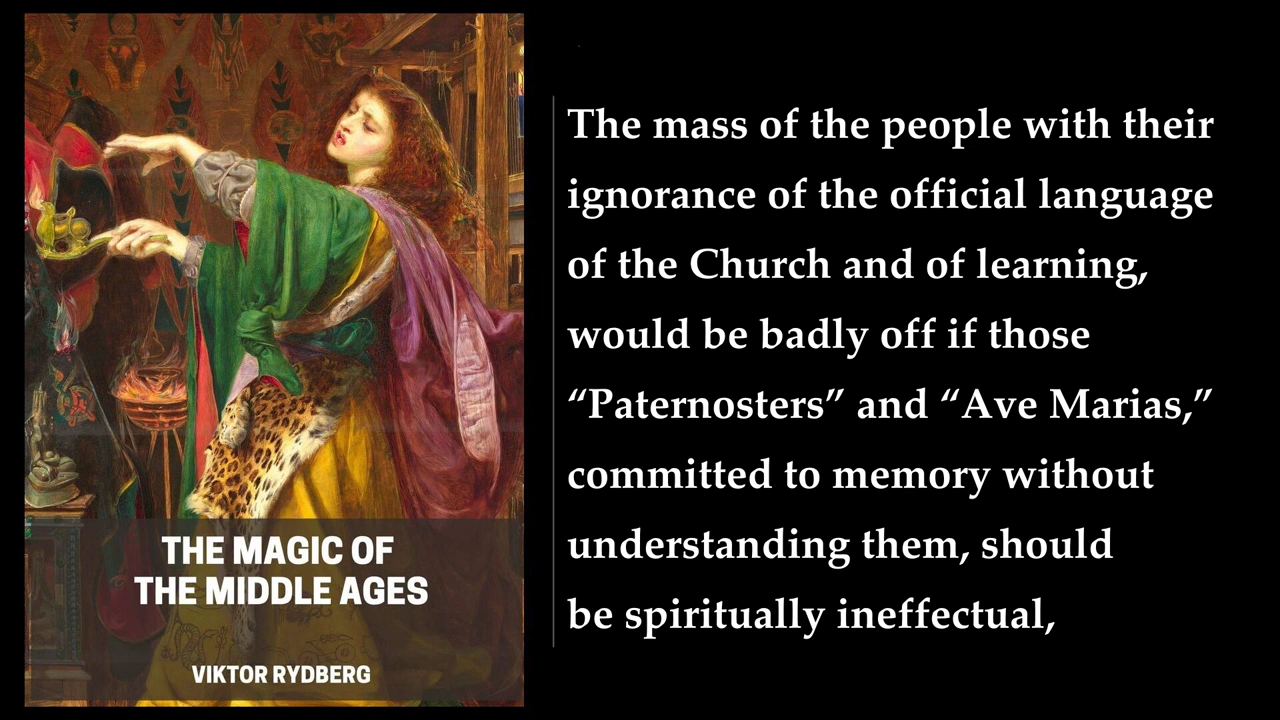 THE MAGIC OF
THE MIDDLE AGES
VIKTOR RYDBERG
The mass of the people with their
ignorance of the official language
of the Church and of learning,
would be badly off if those
“Paternosters” and “Ave Marias,”
committed to memory without
understanding them, should
be spiritually ineffectual,